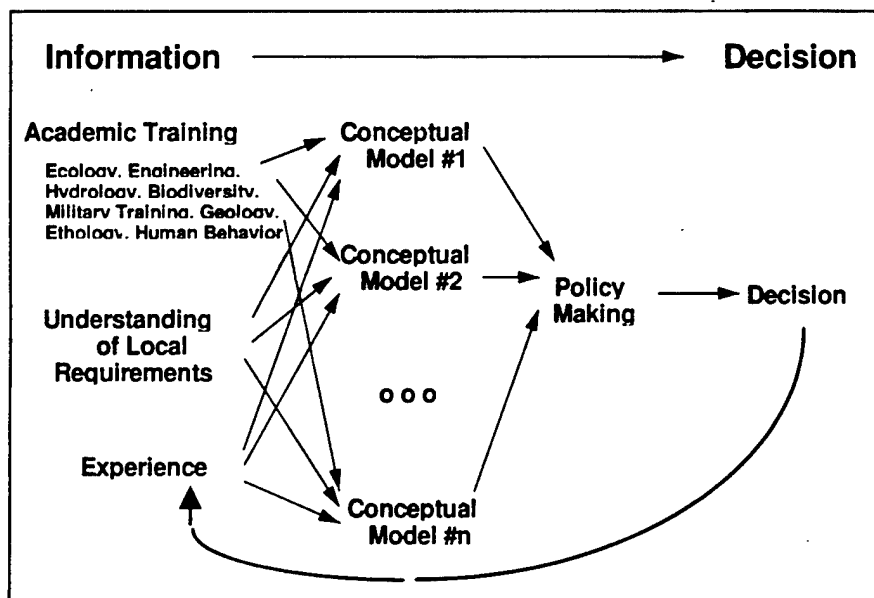 Information
Decision
Academic Training
Ecology, Engineering,
Hydrology, Biodiversity,
Military Training, Geology,
Ethology, Human Behavior
Understanding
of Local
Requirements
Experience
Conceptual
Model #1
Conceptual
Model #2
o o o
Conceptual
Model #n
Policy
Making
Decision